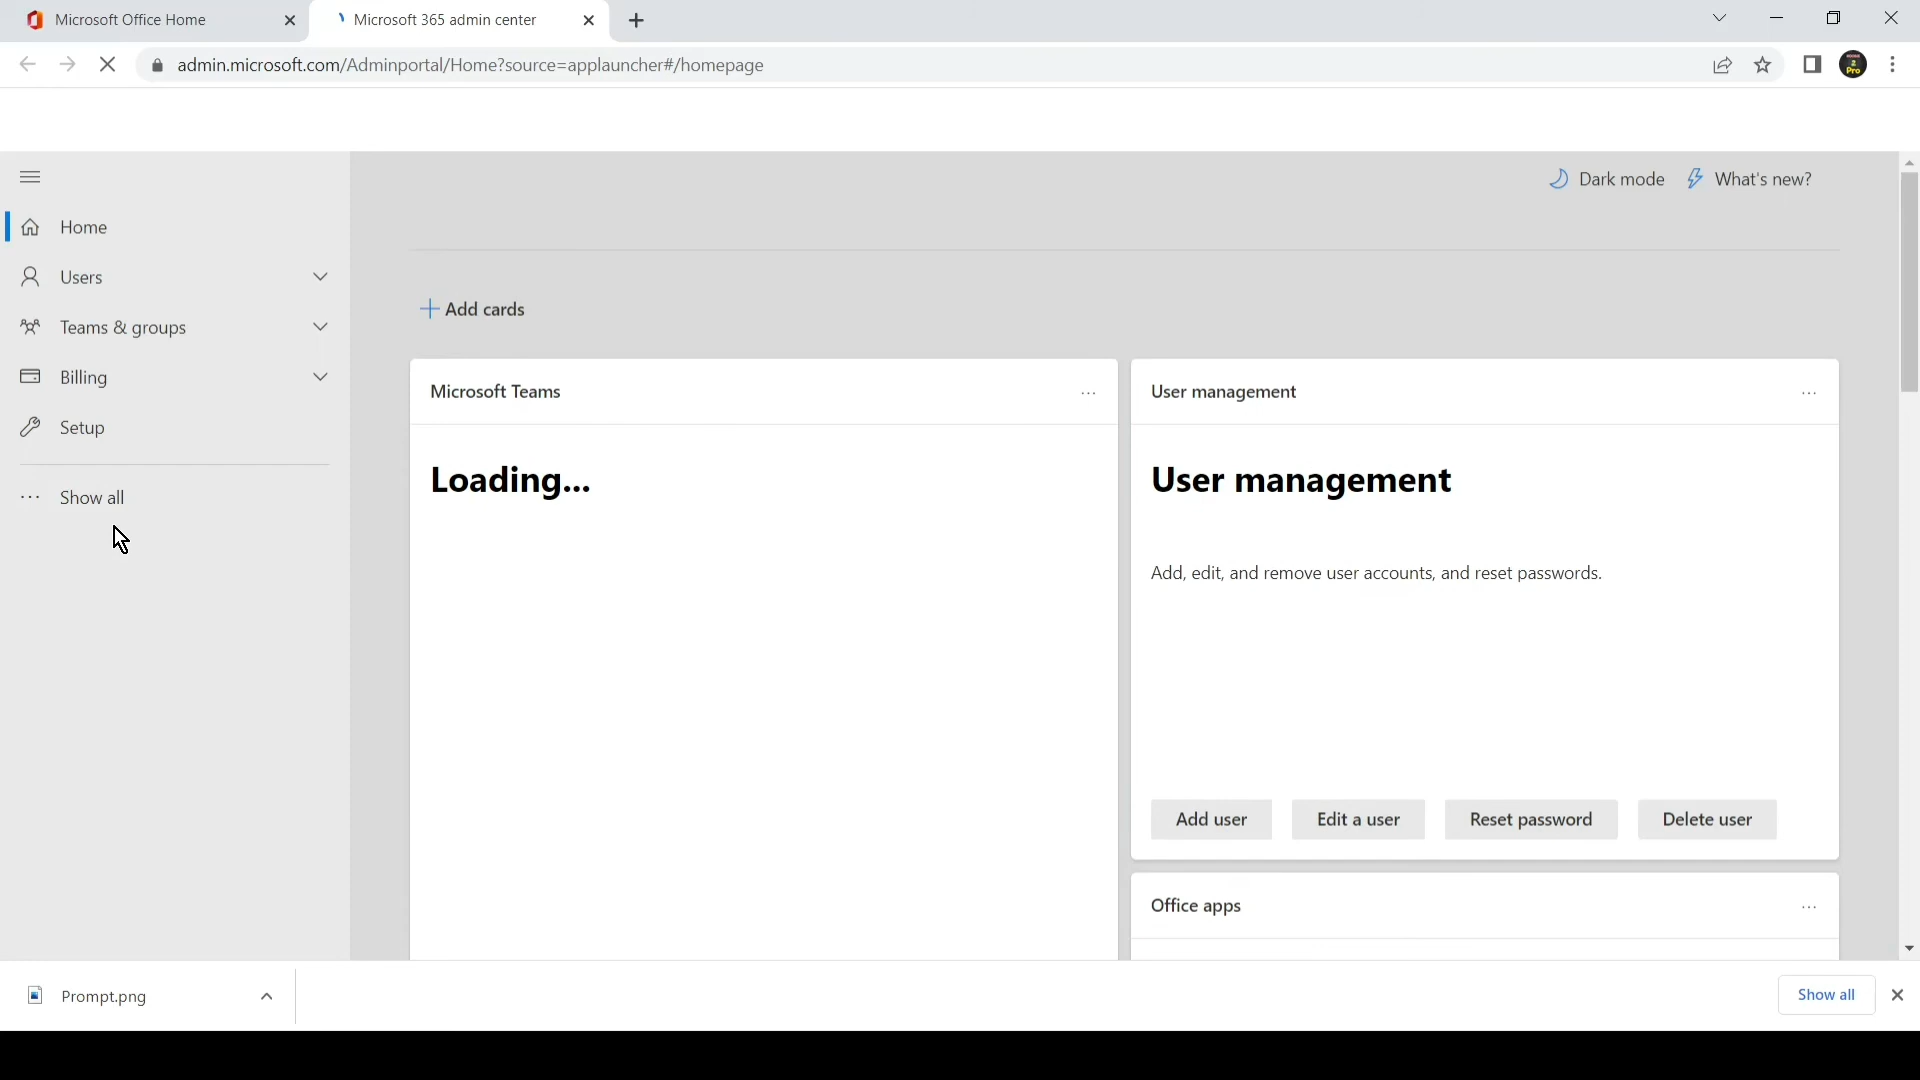 Microsoft Office Home
Microsoft 365 admin center
admin.microsoft.com/Adminportal/Home?source=applauncher#/homepage
2
Pro
Dark mode
What's new?
Home
Users
Teams & groups
Billing
Setup
Show all
Add cards
Microsoft Teams
Loading...
User management
User management
Add, edit, and remove user accounts, and reset passwords.
Add user
Edit a user
Reset password
Delete user
Office apps
Prompt.png
Show all